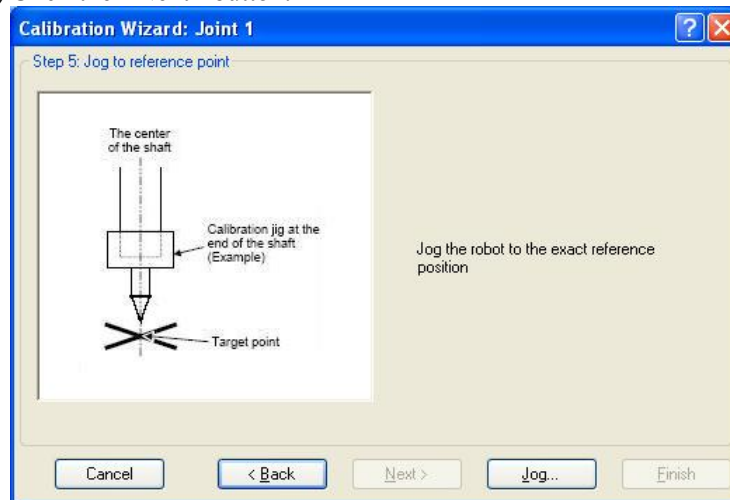 Calibration Wizard: Joint 1
Step 5: Jog to reference point
The center
of the shaft
Calibration jig at the
end of the shaft
(Example)
Target point
Jog the robot to the exact reference
position
Cancel
< Back
Next >
Jog...
Finish